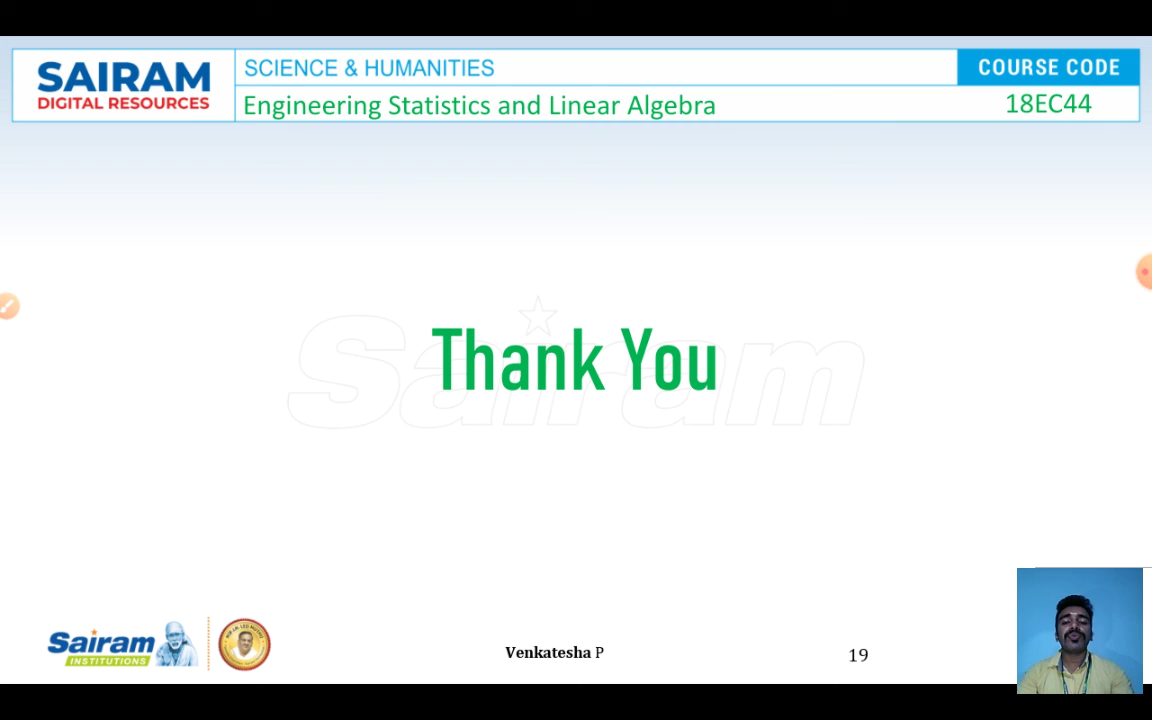 SAIRAM
DIGITAL RESOURCES
SCIENCE & HUMANITIES
COURSE CODE
Engineering Statistics and Linear Algebra
18EC44
Sairam
Thank You
Sairam
INSTITUTIONS
Venkatesha P
19